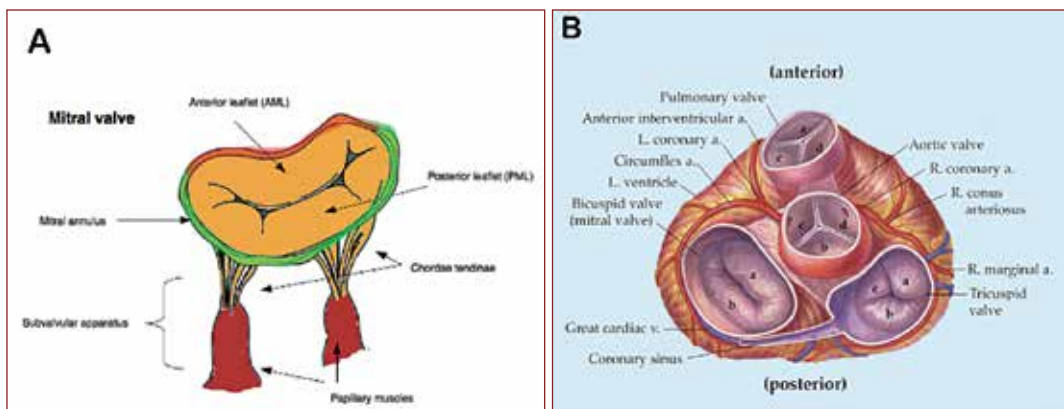 A
Mitral valve
Anterior leaflet (AML)
Posterior leaflet (PML)
Mitral annulus
Chordae tendinae
Subvalvular apparatus
Papillary muscles
B
(anterior)
Pulmonary valve
Anterior interventricular a.
L. coronary a.
Circumflex a.
L. ventricle
Bicuspid valve
(mitral valve)
Aortic valve
R. coronary a.
R. conus
arteriosus
R. marginal a.
Tricuspid
valve
Great cardiac v.
Coronary sinus
(posterior)
a
c
d
c
d
b
a
b
a
c
b